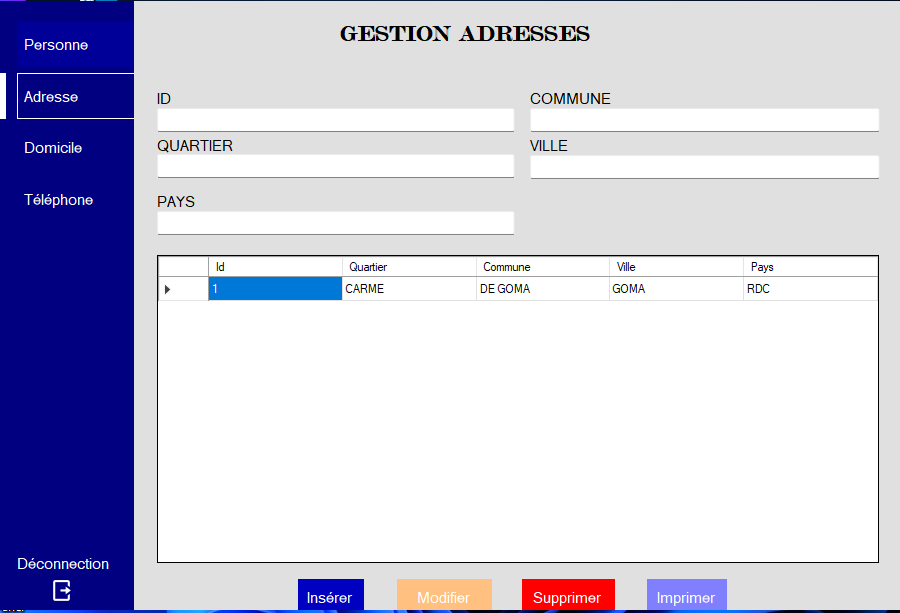 GESTION ADRESSES
Personne
Adresse
Domicile
Téléphone
ID
COMMUNE
QUARTIER
VILLE
PAYS
Id Quartier Commune Ville Pays
1 CARME DE GOMA GOMA RDC
Déconnection
Insérer Modifier Supprimer Imprimer